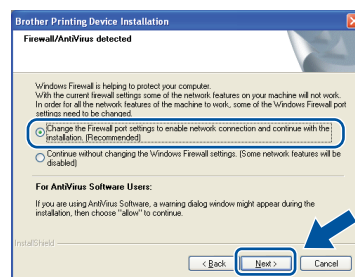 Brother Printing Device Installation
Firewall/AntiVirus detected
Windows Firewall is helping to protect your computer.
With the current firewall settings some of the network features on your machine will not work.
In order for all the network features of the machine to work, some of the Windows Firewall port
settings need to be changed.
Change the Firewall port settings to enable network connection and continue with the
installation. (Recommended)
Continue without changing the Windows Firewall settings. (Some network features will be
disabled)
For AntiVirus Software Users:
If you are using AntiVirus Software, a warning dialog window might appear during the
installation, then choose "allow" to continue.
InstallShield
< Back
Next >
Cancel